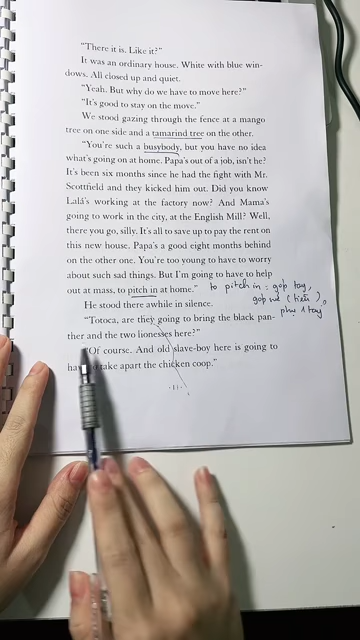 "There it is. Like it?"
It was an ordinary house. White with blue win-
dows. All closed up and quiet.
"Yeah. But why do we have to move here?"
"It's good to stay on the move."
We stood gazing through the fence at a mango
tree on one side and a tamarind tree on the other.
"You're such a busybody, but you have no idea
what's going on at home. Papa's out of a job, isn't he?
It's been six months since he had the fight with Mr.
Scottfield and they kicked him out. Did you know
Lalá's working at the factory now? And Mama's
going to work in the city, at the English Mill? Well,
there you go, silly. It's all to save up to pay the rent on
this new house. Papa's a good eight months behind
on the other one. You're too young to have to worry
about such sad things. But I'm going to have to help
out at mass, to pitch in at home."
to pitch in : góp tay,
góp vô (tiền),
phụ 1 tay
He stood there awhile in silence.
"Totoca, are they going to bring the black pan-
ther and the two lionesses here?"
"Of course. And old slave-boy here is going to
take apart the chicken coop."